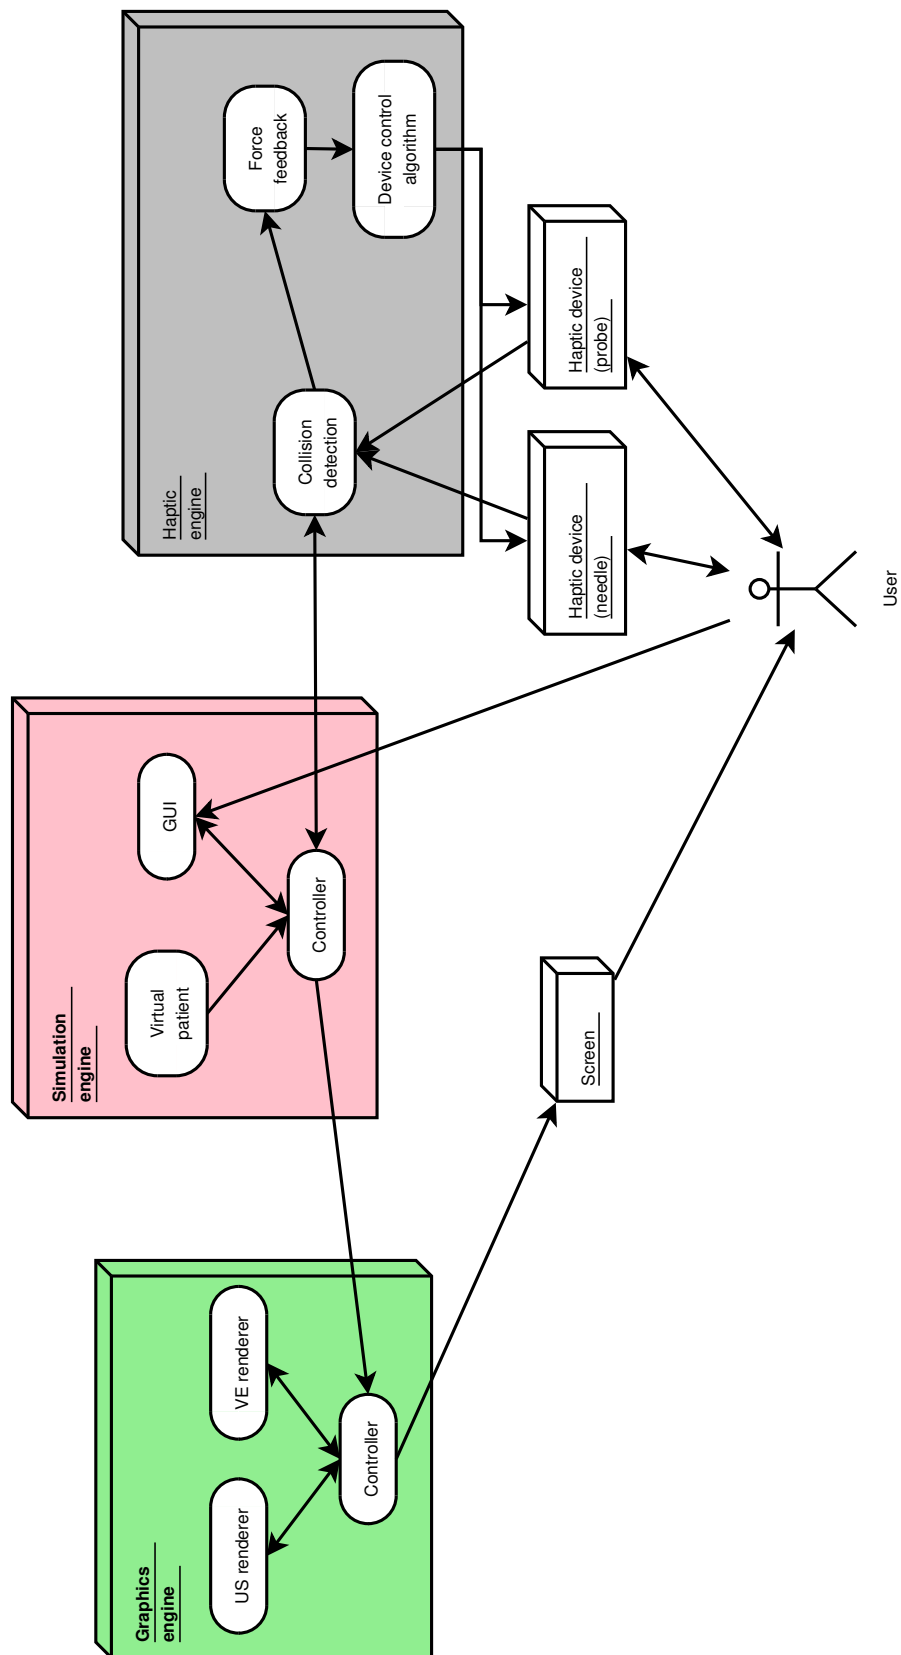 Graphics
engine
US renderer
VE renderer
Controller
Simulation
engine
Virtual
patient
GUI
Controller
Haptic
engine
Collision
detection
Force
feedback
Device control
algorithm
Screen
Haptic device
(needle)
Haptic device
(probe)
User